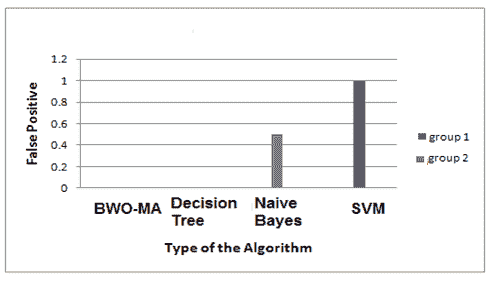 1.2
1
0.8
0.6
0.4
0.2
0
False Positive
BWO-MA Decision Tree Naive Bayes SVM
Type of the Algorithm
group 1
group 2